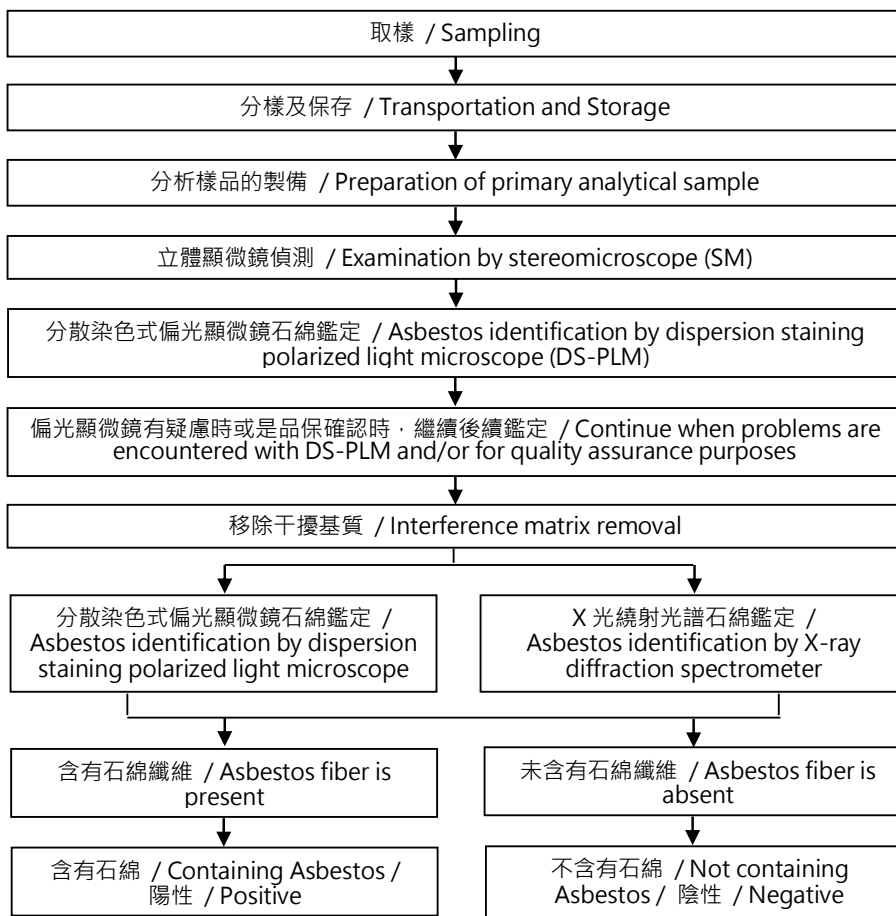 取樣 / Sampling
分樣及保存 / Transportation and Storage
分析樣品的製備 / Preparation of primary analytical sample
立體顯微鏡偵測 / Examination by stereomicroscope (SM)
分散染色式偏光顯微鏡石綿鑑定 / Asbestos identification by dispersion staining
polarized light microscope (DS-PLM)
偏光顯微鏡有疑慮時或是品保確認時，繼續後續鑑定 / Continue when problems are
encountered with DS-PLM and/or for quality assurance purposes
移除干擾基質 / Interference matrix removal
分散染色式偏光顯微鏡石綿鑑定 /
Asbestos identification by dispersion
staining polarized light microscope
X 光繞射光譜石綿鑑定 /
Asbestos identification by X-ray
diffraction spectrometer
含有石綿纖維 / Asbestos fiber is
present
未含有石綿纖維 / Asbestos fiber is
absent
含有石綿 / Containing Asbestos /
陽性 / Positive
不含有石綿 / Not containing
Asbestos / 陰性 / Negative